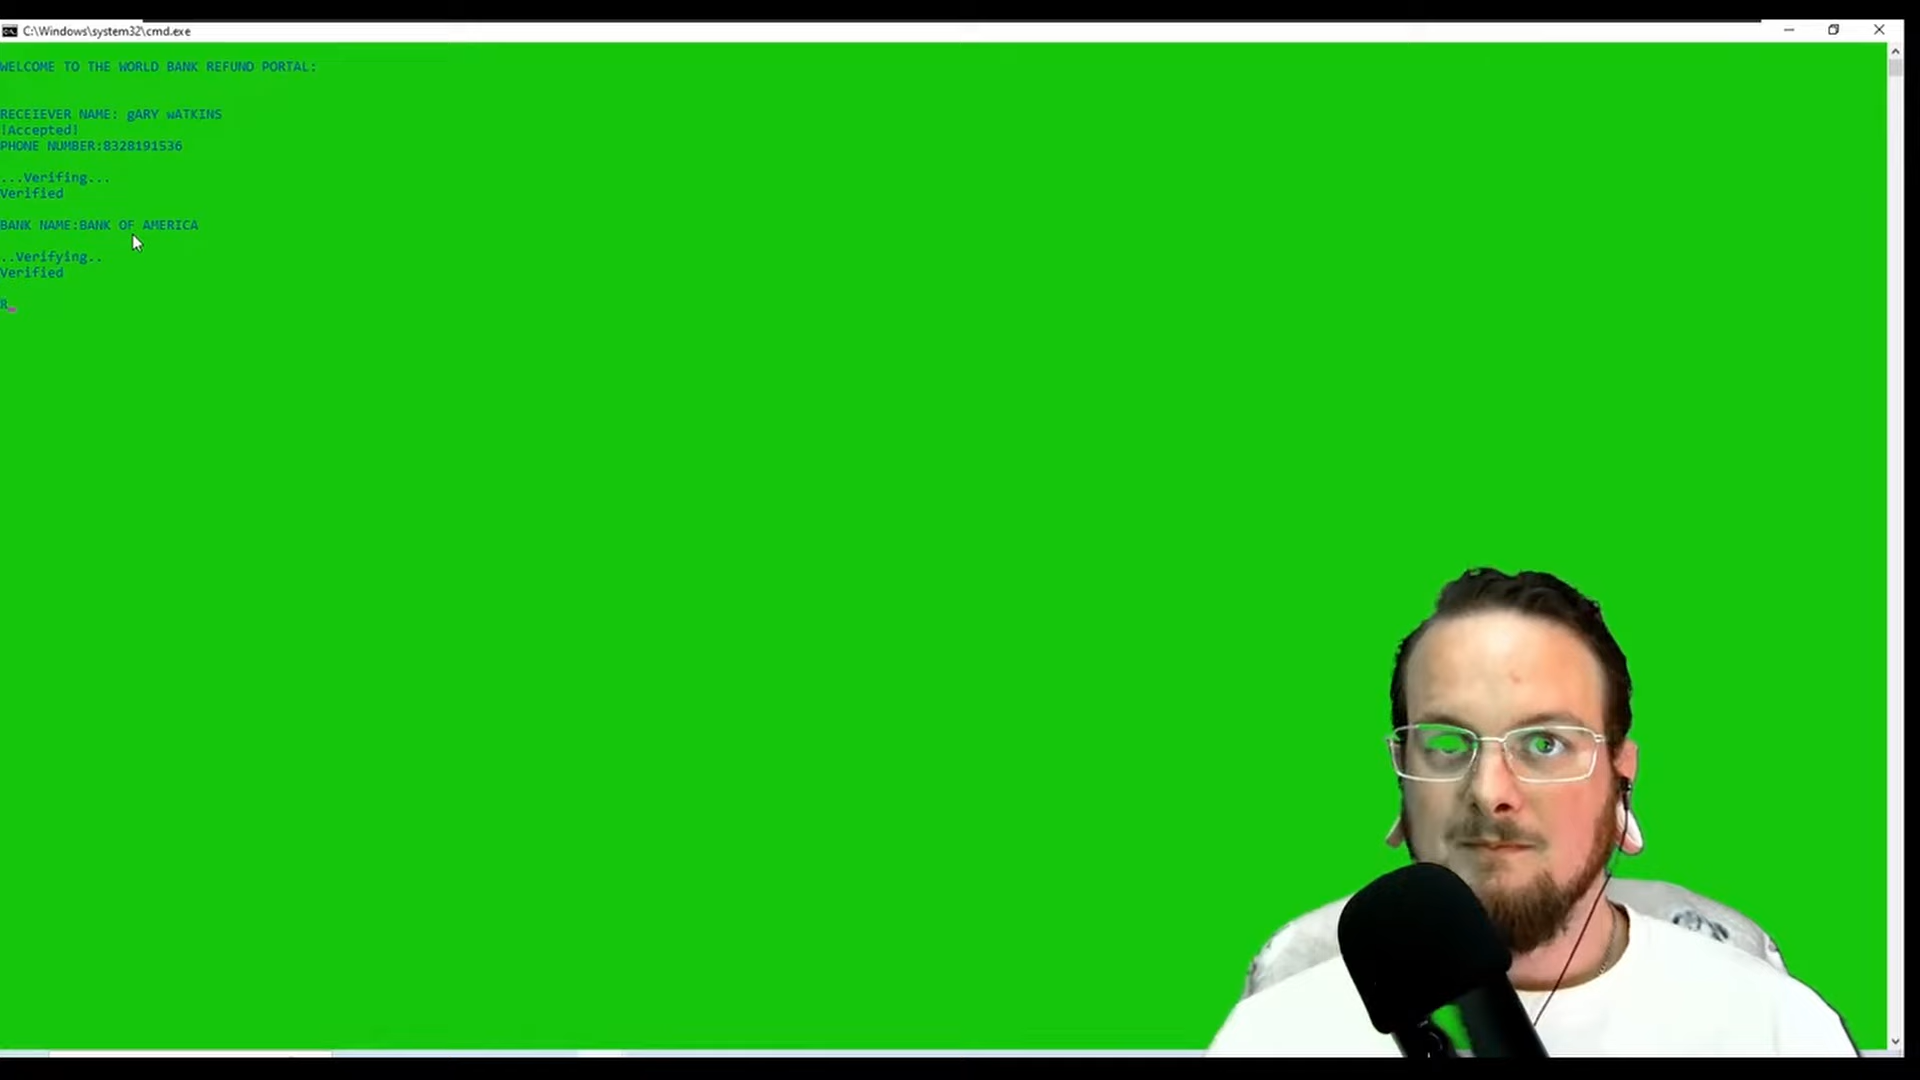 C:\Windows\system32\cmd.exe
WELCOME TO THE WORLD BANK REFUND PORTAL:
RECEIEVER NAME: gARY wATKINS
!Accepted!
PHONE NUMBER:8328191536
...Verifing...
Verified
BANK NAME:BANK OF AMERICA
..Verifying..
Verified
R_